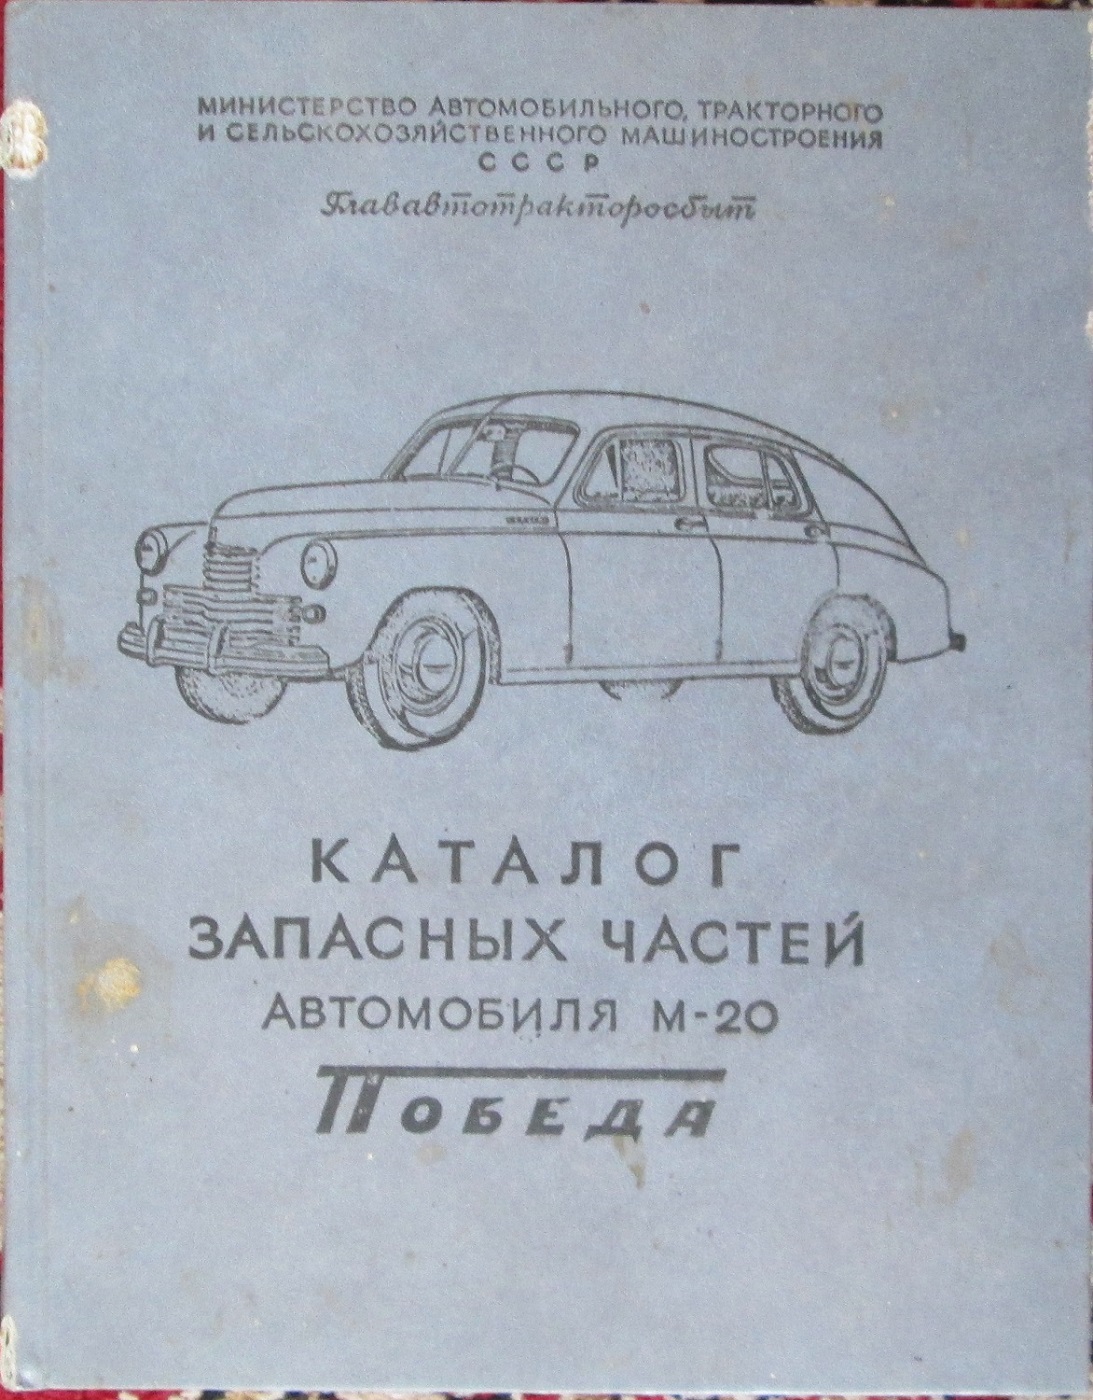 МИНИСТЕРСТВО АВТОМОБИЛЬНОГО, ТРАКТОРНОГО
И СЕЛЬСКОХОЗЯЙСТВЕННОГО МАШИНОСТРОЕНИЯ
СССР
Глававтотракторосбыт
КАТАЛОГ
ЗАПАСНЫХ ЧАСТЕЙ
АВТОМОБИЛЯ М-20
ПОБЕДА